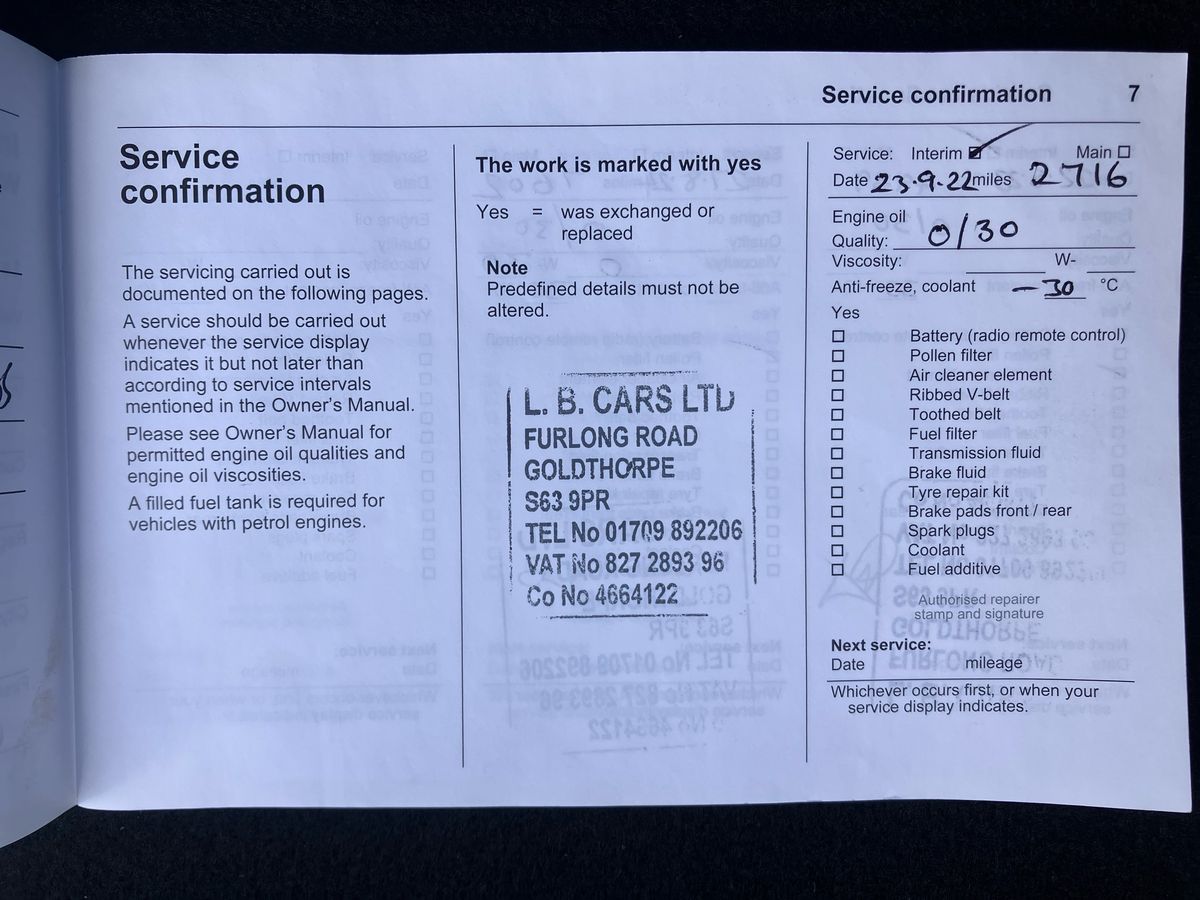 Service confirmation 7
Service
confirmation
The servicing carried out is
documented on the following pages.
A service should be carried out
whenever the service display
indicates it but not later than
according to service intervals
mentioned in the Owner's Manual.
Please see Owner's Manual for
permitted engine oil qualities and
engine oil viscosities.
A filled fuel tank is required for
vehicles with petrol engines.
The work is marked with yes
Yes = was exchanged or
replaced
Note
Predefined details must not be
altered.
L. B. CARS LTD
FURLONG ROAD
GOLDTHORPE
S63 9PR
TEL No 01709 892206
VAT No 827 2893 96
Co No 4664122
Service: Interim Main
Date 23.9.22 miles 2716
Engine oil
Quality: 0/30
Viscosity: W-
Anti-freeze, coolant -30 °C
Yes
Battery (radio remote control)
Pollen filter
Air cleaner element
Ribbed V-belt
Toothed belt
Fuel filter
Transmission fluid
Brake fluid
Tyre repair kit
Brake pads front / rear
Spark plugs
Coolant
Fuel additive
Authorised repairer
stamp and signature
Next service:
Date mileage
Whichever occurs first, or when your
service display indicates.